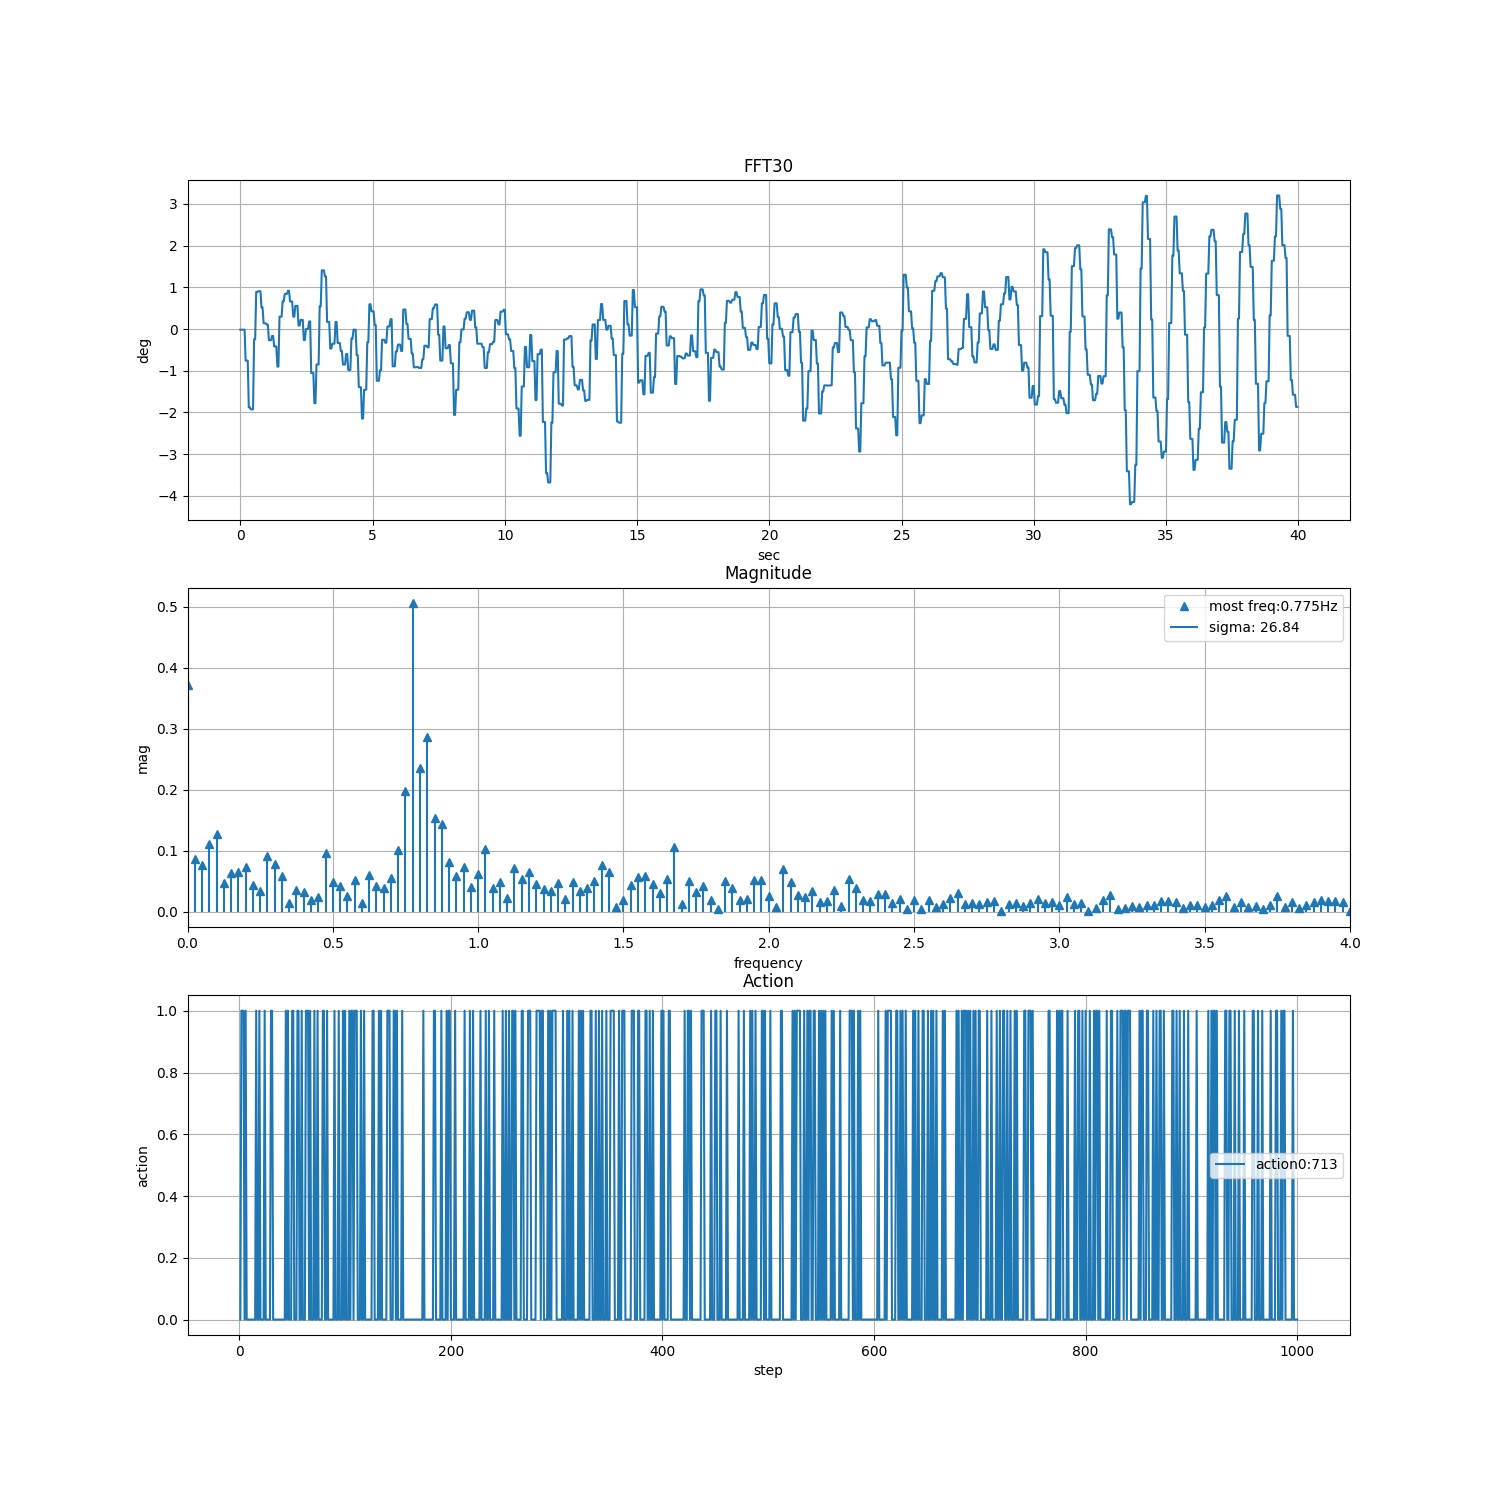 FFT30
3
2
1
0
−1
−2
−3
−4
deg
0 5 10 15 20 25 30 35 40
sec
Magnitude
0.5
0.4
0.3
0.2
0.1
0.0
mag
most freq:0.775Hz
sigma: 26.84
0.0 0.5 1.0 1.5 2.0 2.5 3.0 3.5 4.0
frequency
Action
1.0
0.8
0.6
0.4
0.2
0.0
action
action0:713
0 200 400 600 800 1000
step